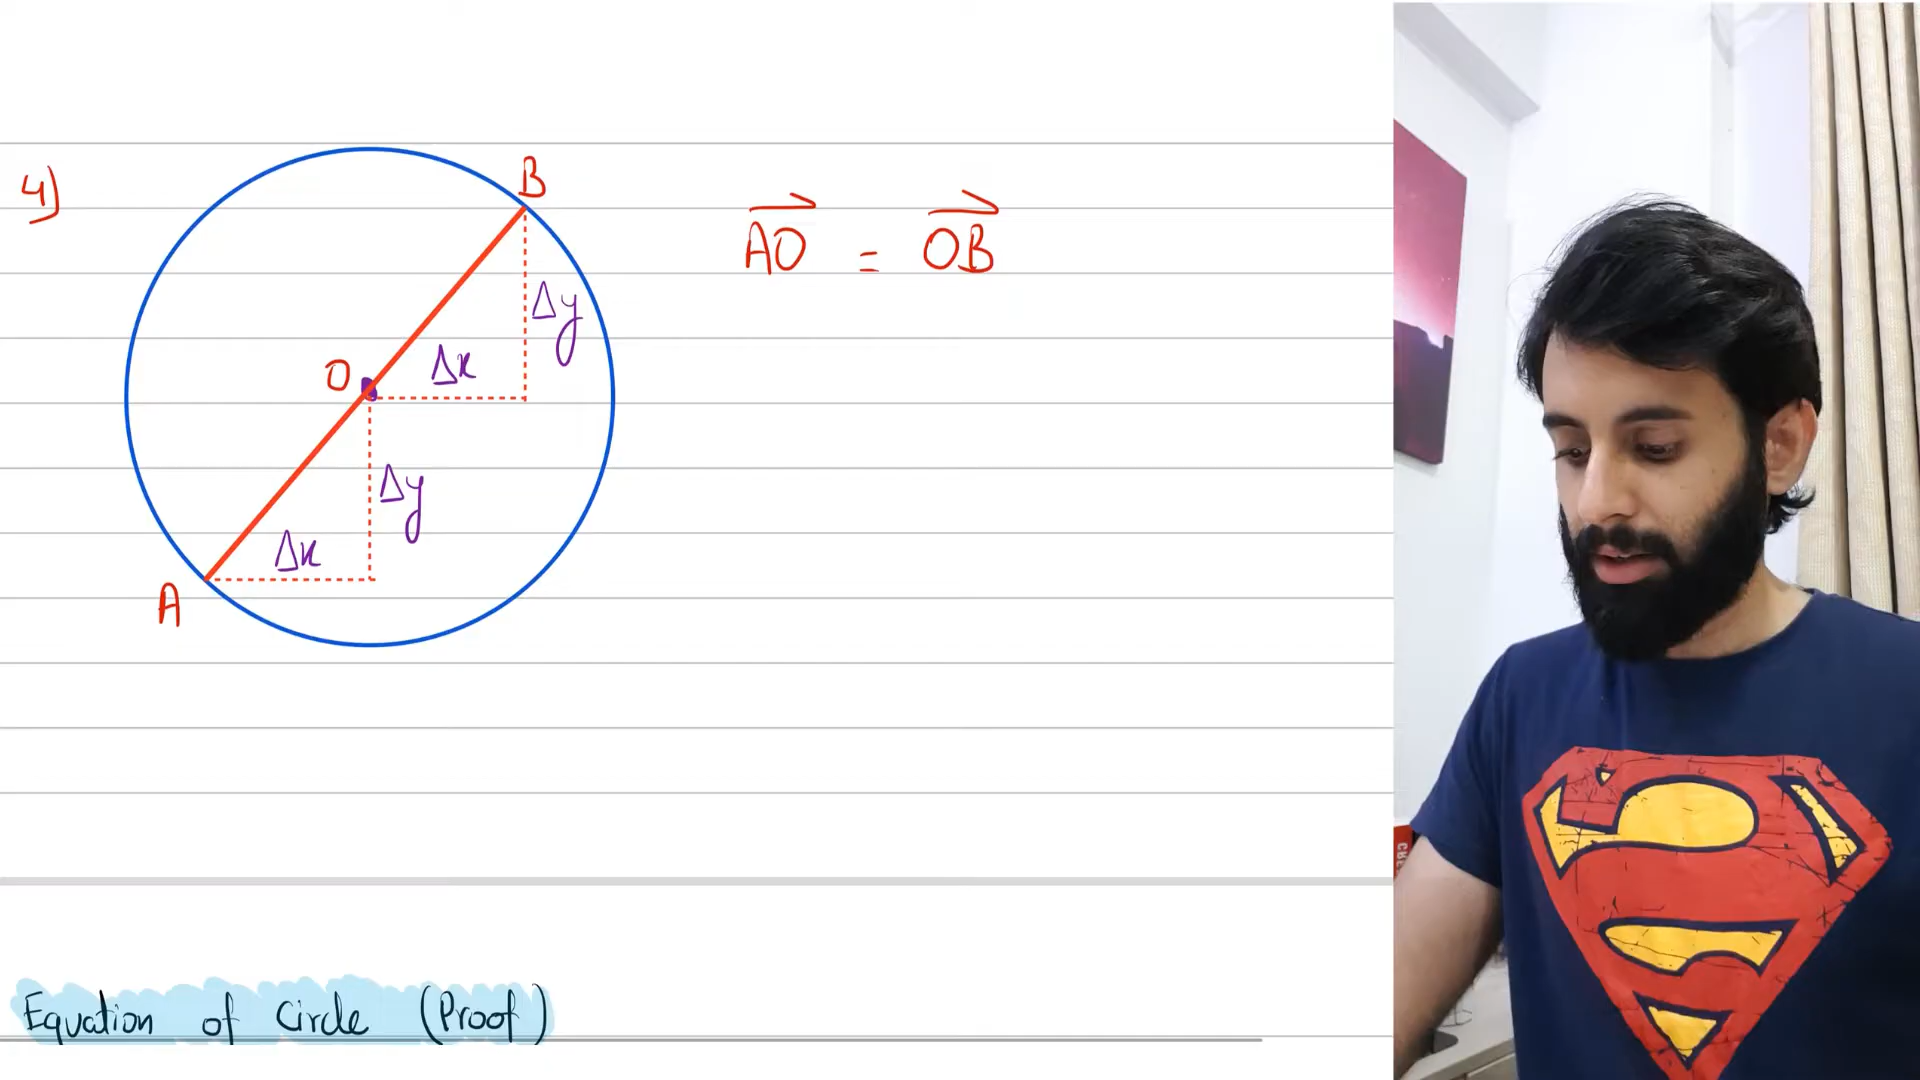 4)
B
AO = OB
Δy
O
Δx
Δy
Δx
A
Equation of Circle (Proof)